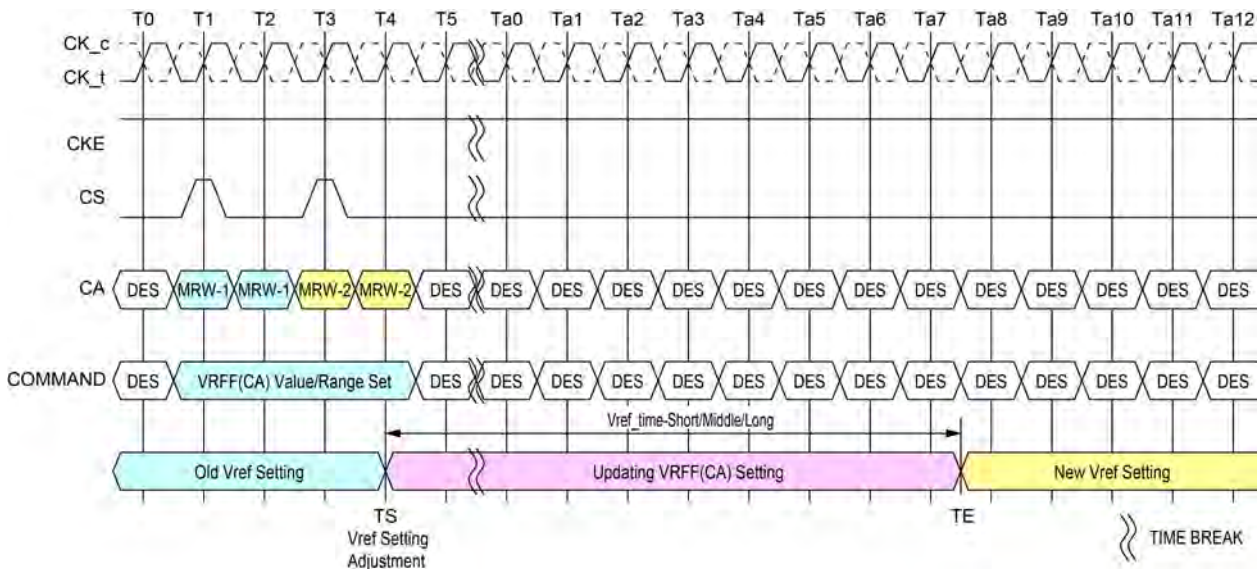 T0 T1 T2 T3 T4 T5 Ta0 Ta1 Ta2 Ta3 Ta4 Ta5 Ta6 Ta7 Ta8 Ta9 Ta10 Ta11 Ta12
CK_c
CK_t
CKE
CS
CA DES MRW-1 MRW-1 MRW-2 MRW-2 DES DES DES DES DES DES DES DES DES DES DES DES DES DES
COMMAND DES VRFF(CA) Value/Range Set DES DES DES DES DES DES DES DES DES DES DES DES DES DES
Vref_time-Short/Middle/Long
Old Vref Setting Updating VRFF(CA) Setting New Vref Setting
TS TE
Vref Setting TIME BREAK
Adjustment